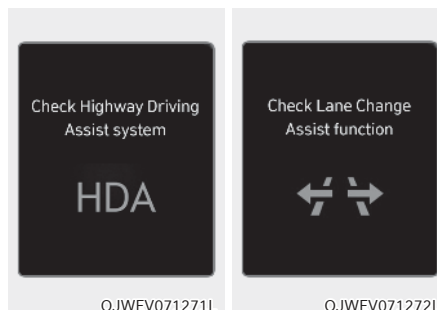 Check Highway Driving
Assist system
HDA
OJWEV071271L
Check Lane Change
Assist function
OJWEV071272L